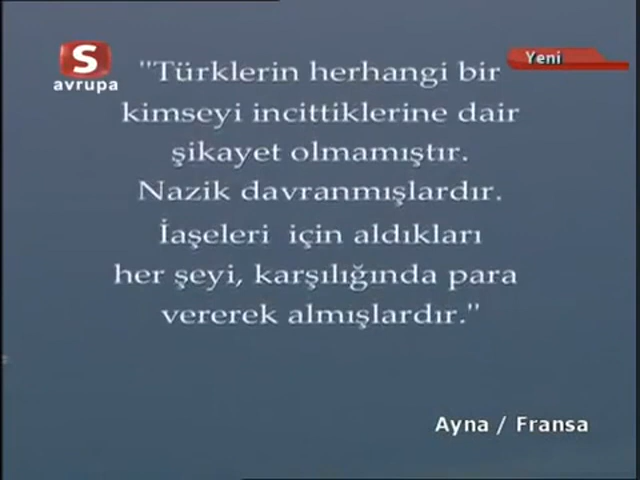 S
avrupa
Yeni
"Türklerin herhangi bir
kimseyi incittiklerine dair
şikayet olmamıştır.
Nazik davranmışlardır.
İaşeleri için aldıkları
her şeyi, karşılığında para
vererek almışlardır."
Ayna / Fransa